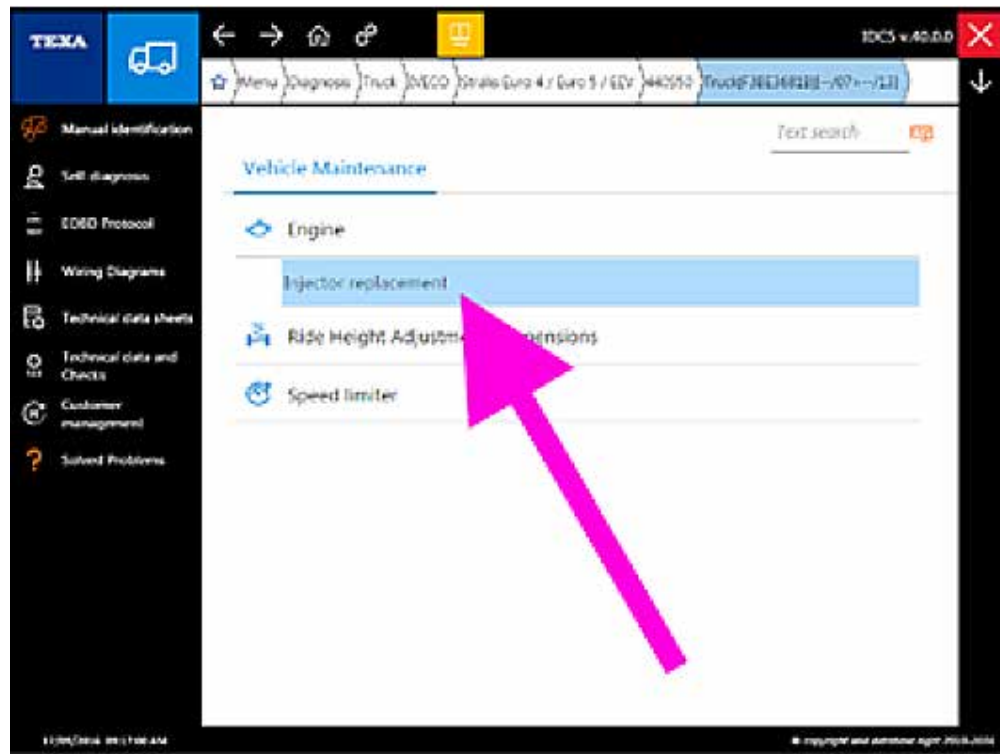 TEXA
IDC5 v.40.0.0
Menu Diagnosis Truck IVECO Stralis Euro 4 / Euro 5 / EEV 440S50
Text search
Manual identification
Self diagnosis
EOBD Protocol
Wiring Diagrams
Technical data sheets
Technical data and
Checks
Customer
management
Solved Problems
Vehicle Maintenance
Engine
Injector replacement
Ride Height Adjustm
Speed limiter